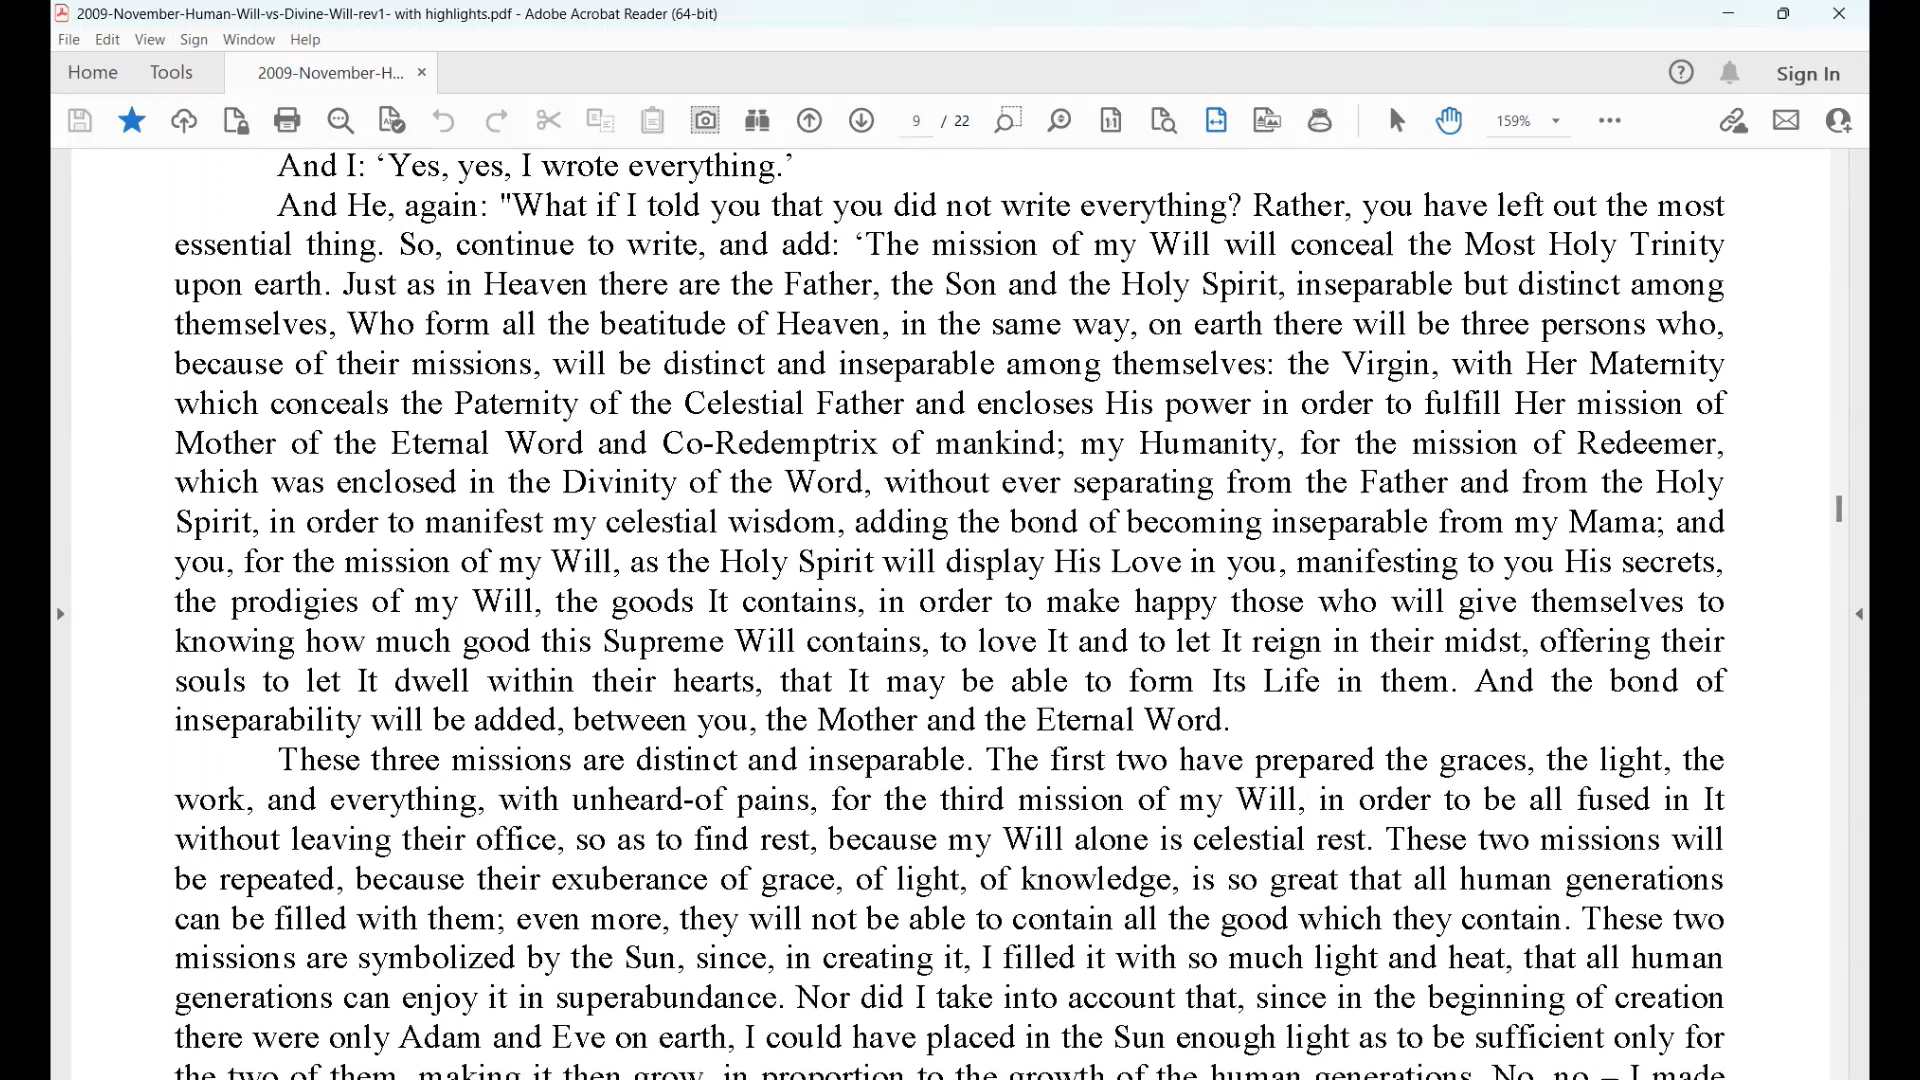 2009-November-Human-Will-vs-Divine-Will-rev1- with highlights.pdf - Adobe Acrobat Reader (64-bit)
File Edit View Sign Window Help
Home Tools 2009-November-H... × Sign In
9 / 22 159%
And I: ‘Yes, yes, I wrote everything.’
And He, again: "What if I told you that you did not write everything? Rather, you have left out the most
essential thing. So, continue to write, and add: ‘The mission of my Will will conceal the Most Holy Trinity
upon earth. Just as in Heaven there are the Father, the Son and the Holy Spirit, inseparable but distinct among
themselves, Who form all the beatitude of Heaven, in the same way, on earth there will be three persons who,
because of their missions, will be distinct and inseparable among themselves: the Virgin, with Her Maternity
which conceals the Paternity of the Celestial Father and encloses His power in order to fulfill Her mission of
Mother of the Eternal Word and Co-Redemptrix of mankind; my Humanity, for the mission of Redeemer,
which was enclosed in the Divinity of the Word, without ever separating from the Father and from the Holy
Spirit, in order to manifest my celestial wisdom, adding the bond of becoming inseparable from my Mama; and
you, for the mission of my Will, as the Holy Spirit will display His Love in you, manifesting to you His secrets,
the prodigies of my Will, the goods It contains, in order to make happy those who will give themselves to
knowing how much good this Supreme Will contains, to love It and to let It reign in their midst, offering their
souls to let It dwell within their hearts, that It may be able to form Its Life in them. And the bond of
inseparability will be added, between you, the Mother and the Eternal Word.
These three missions are distinct and inseparable. The first two have prepared the graces, the light, the
work, and everything, with unheard-of pains, for the third mission of my Will, in order to be all fused in It
without leaving their office, so as to find rest, because my Will alone is celestial rest. These two missions will
be repeated, because their exuberance of grace, of light, of knowledge, is so great that all human generations
can be filled with them; even more, they will not be able to contain all the good which they contain. These two
missions are symbolized by the Sun, since, in creating it, I filled it with so much light and heat, that all human
generations can enjoy it in superabundance. Nor did I take into account that, since in the beginning of creation
there were only Adam and Eve on earth, I could have placed in the Sun enough light as to be sufficient only for
the two of them, making it then grow, in proportion to the growth of the human generations. No, no – I made